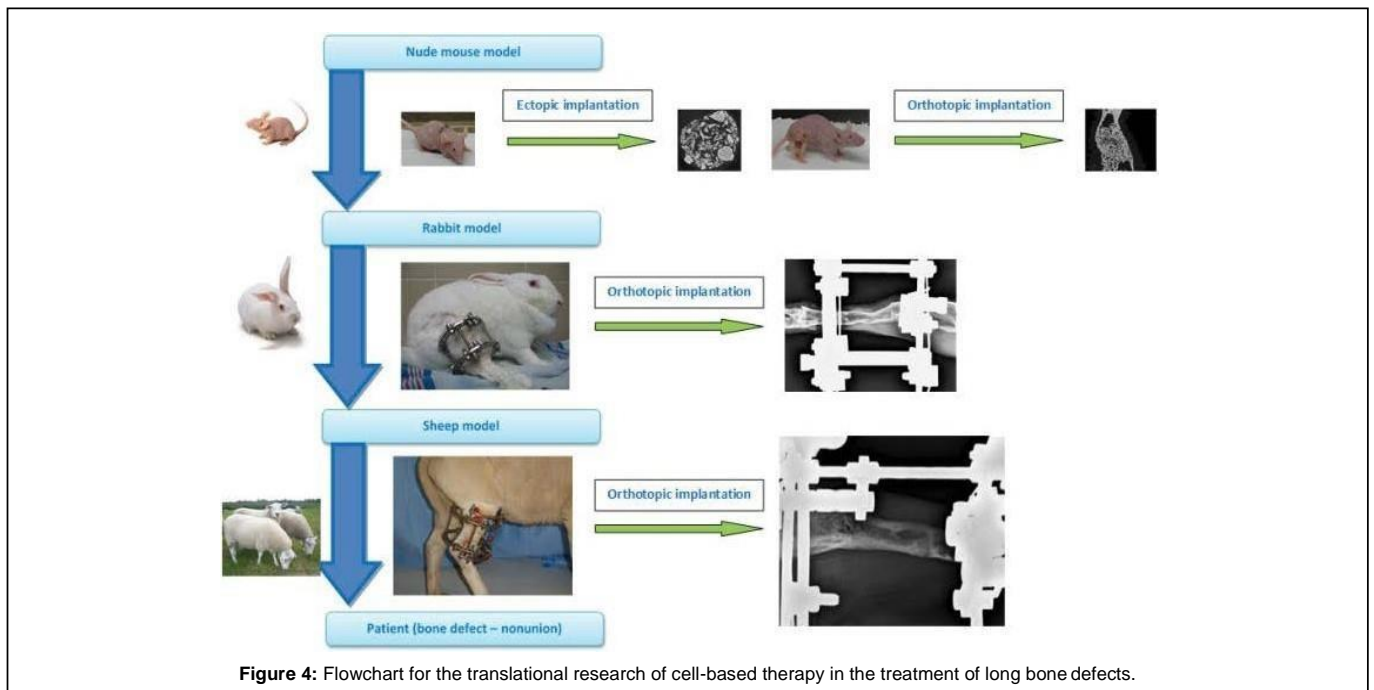 Nude mouse model
Ectopic implantation
Orthotopic implantation
Rabbit model
Orthotopic implantation
Sheep model
Orthotopic implantation
Patient (bone defect – nonunion)
Figure 4: Flowchart for the translational research of cell-based therapy in the treatment of long bone defects.